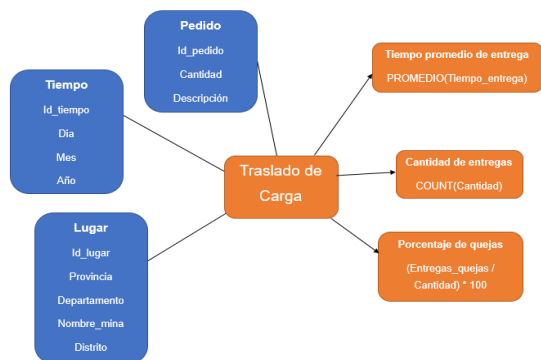 Pedido
Id_pedido
Cantidad
Descripción
Tiempo
Id_tiempo
Dia
Mes
Año
Lugar
Id_lugar
Provincia
Departamento
Nombre_mina
Distrito
Traslado de
Carga
Tiempo promedio de entrega
PROMEDIO(Tiempo_entrega)
Cantidad de entregas
COUNT(Cantidad)
Porcentaje de quejas
(Entregas_quejas /
Cantidad) * 100